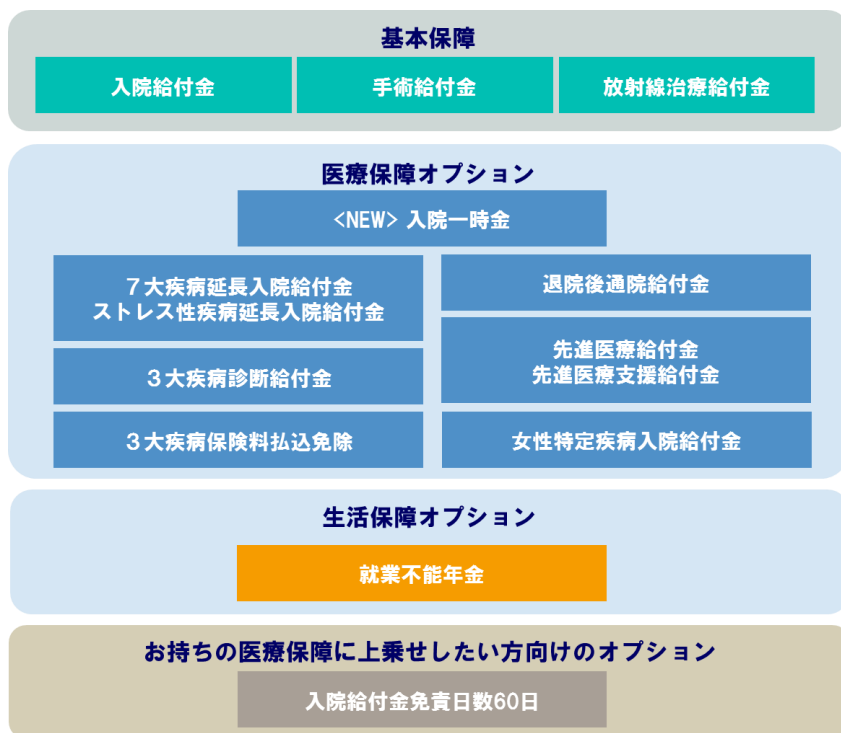 基本保障
入院給付金
手術給付金
放射線治療給付金
医療保障オプション
<NEW> 入院一時金
７大疾病延長入院給付金
ストレス性疾病延長入院給付金
３大疾病診断給付金
３大疾病保険料払込免除
退院後通院給付金
先進医療給付金
先進医療支援給付金
女性特定疾病入院給付金
生活保障オプション
就業不能年金
お持ちの医療保障に上乗せしたい方向けのオプション
入院給付金免責日数60日